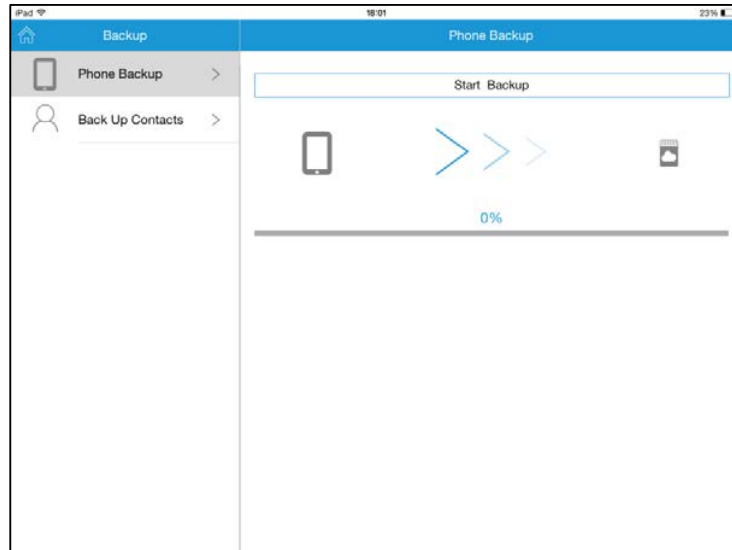 iPad 18:01 23%
Backup Phone Backup
Phone Backup
Start Backup
Back Up Contacts
0%